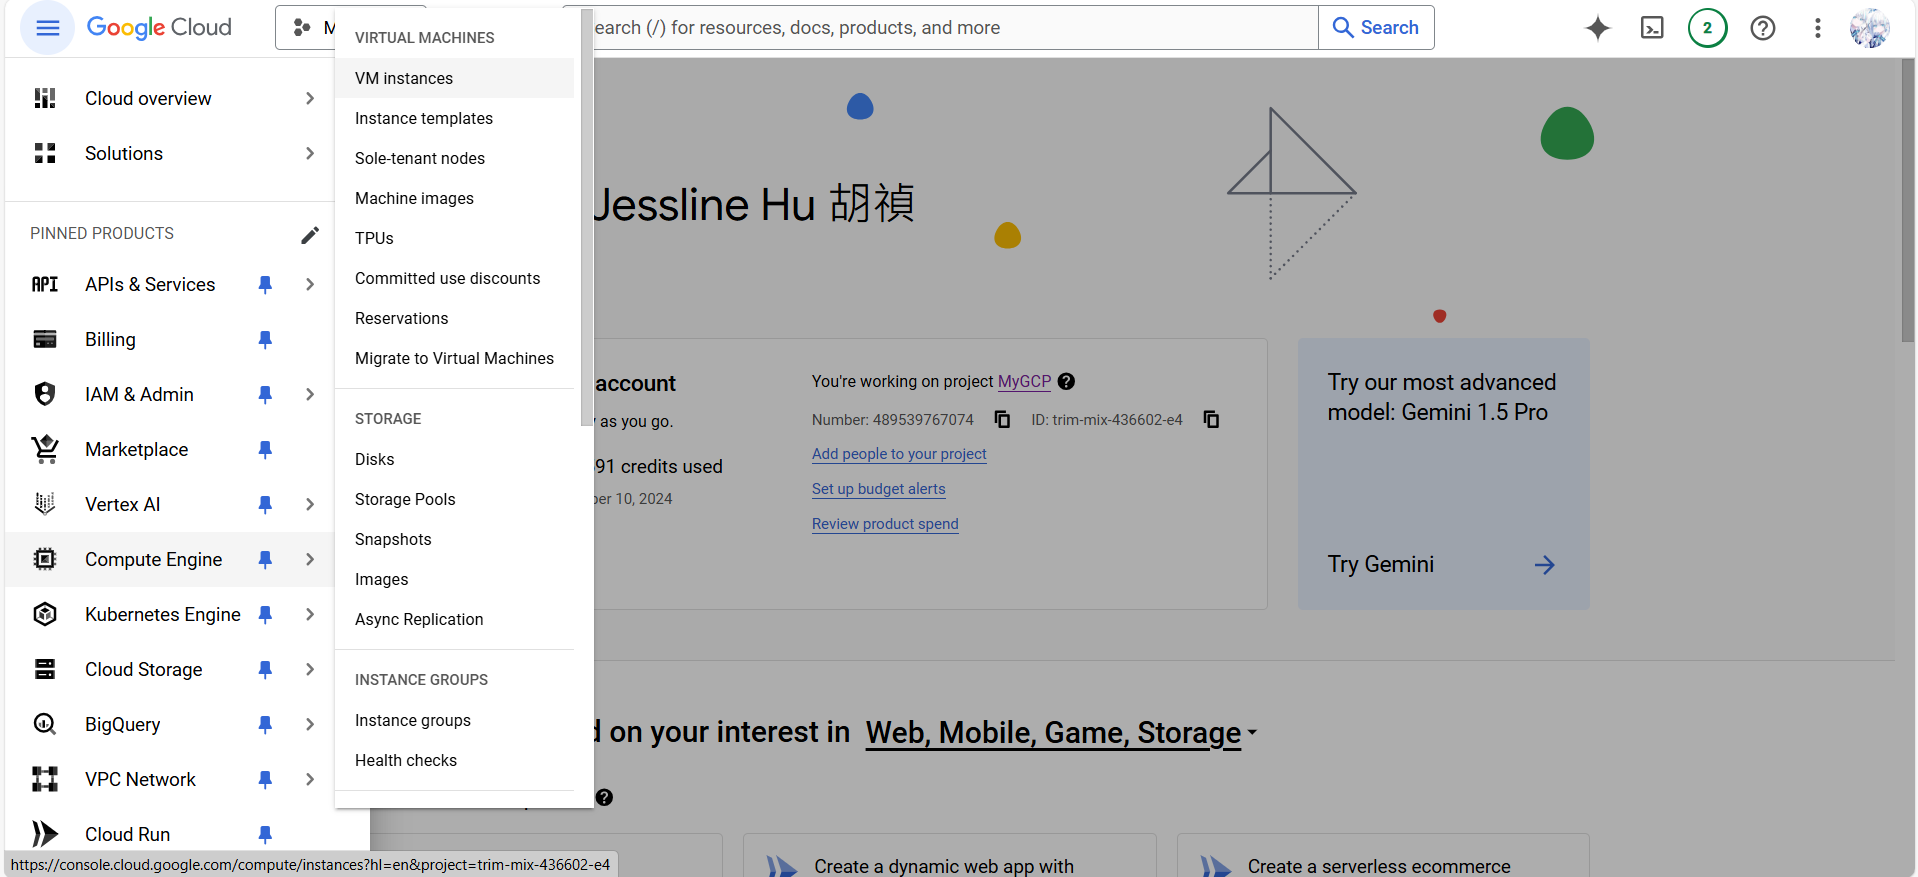 Google Cloud
M
earch (/) for resources, docs, products, and more
Search
2
Cloud overview
Solutions
PINNED PRODUCTS
API APIs & Services
Billing
IAM & Admin
Marketplace
Vertex AI
Compute Engine
Kubernetes Engine
Cloud Storage
BigQuery
VPC Network
Cloud Run
VIRTUAL MACHINES
VM instances
Instance templates
Sole-tenant nodes
Machine images
TPUs
Committed use discounts
Reservations
Migrate to Virtual Machines
STORAGE
Disks
Storage Pools
Snapshots
Images
Async Replication
INSTANCE GROUPS
Instance groups
Health checks
Jessline Hu 胡禎
account
as you go.
91 credits used
ber 10, 2024
You're working on project MyGCP
Number: 489539767074 ID: trim-mix-436602-e4
Add people to your project
Set up budget alerts
Review product spend
Try our most advanced
model: Gemini 1.5 Pro
Try Gemini
d on your interest in Web, Mobile, Game, Storage
Create a dynamic web app with
Create a serverless ecommerce
https://console.cloud.google.com/compute/instances?hl=en&project=trim-mix-436602-e4